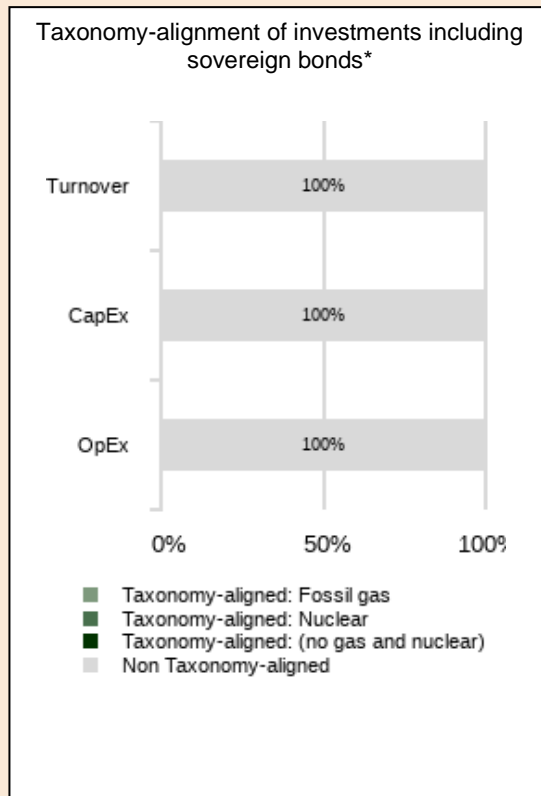 Taxonomy-alignment of investments including
sovereign bonds*
Turnover
100%
CapEx
100%
OpEx
100%
0% 50% 100%
Taxonomy-aligned: Fossil gas
Taxonomy-aligned: Nuclear
Taxonomy-aligned: (no gas and nuclear)
Non Taxonomy-aligned